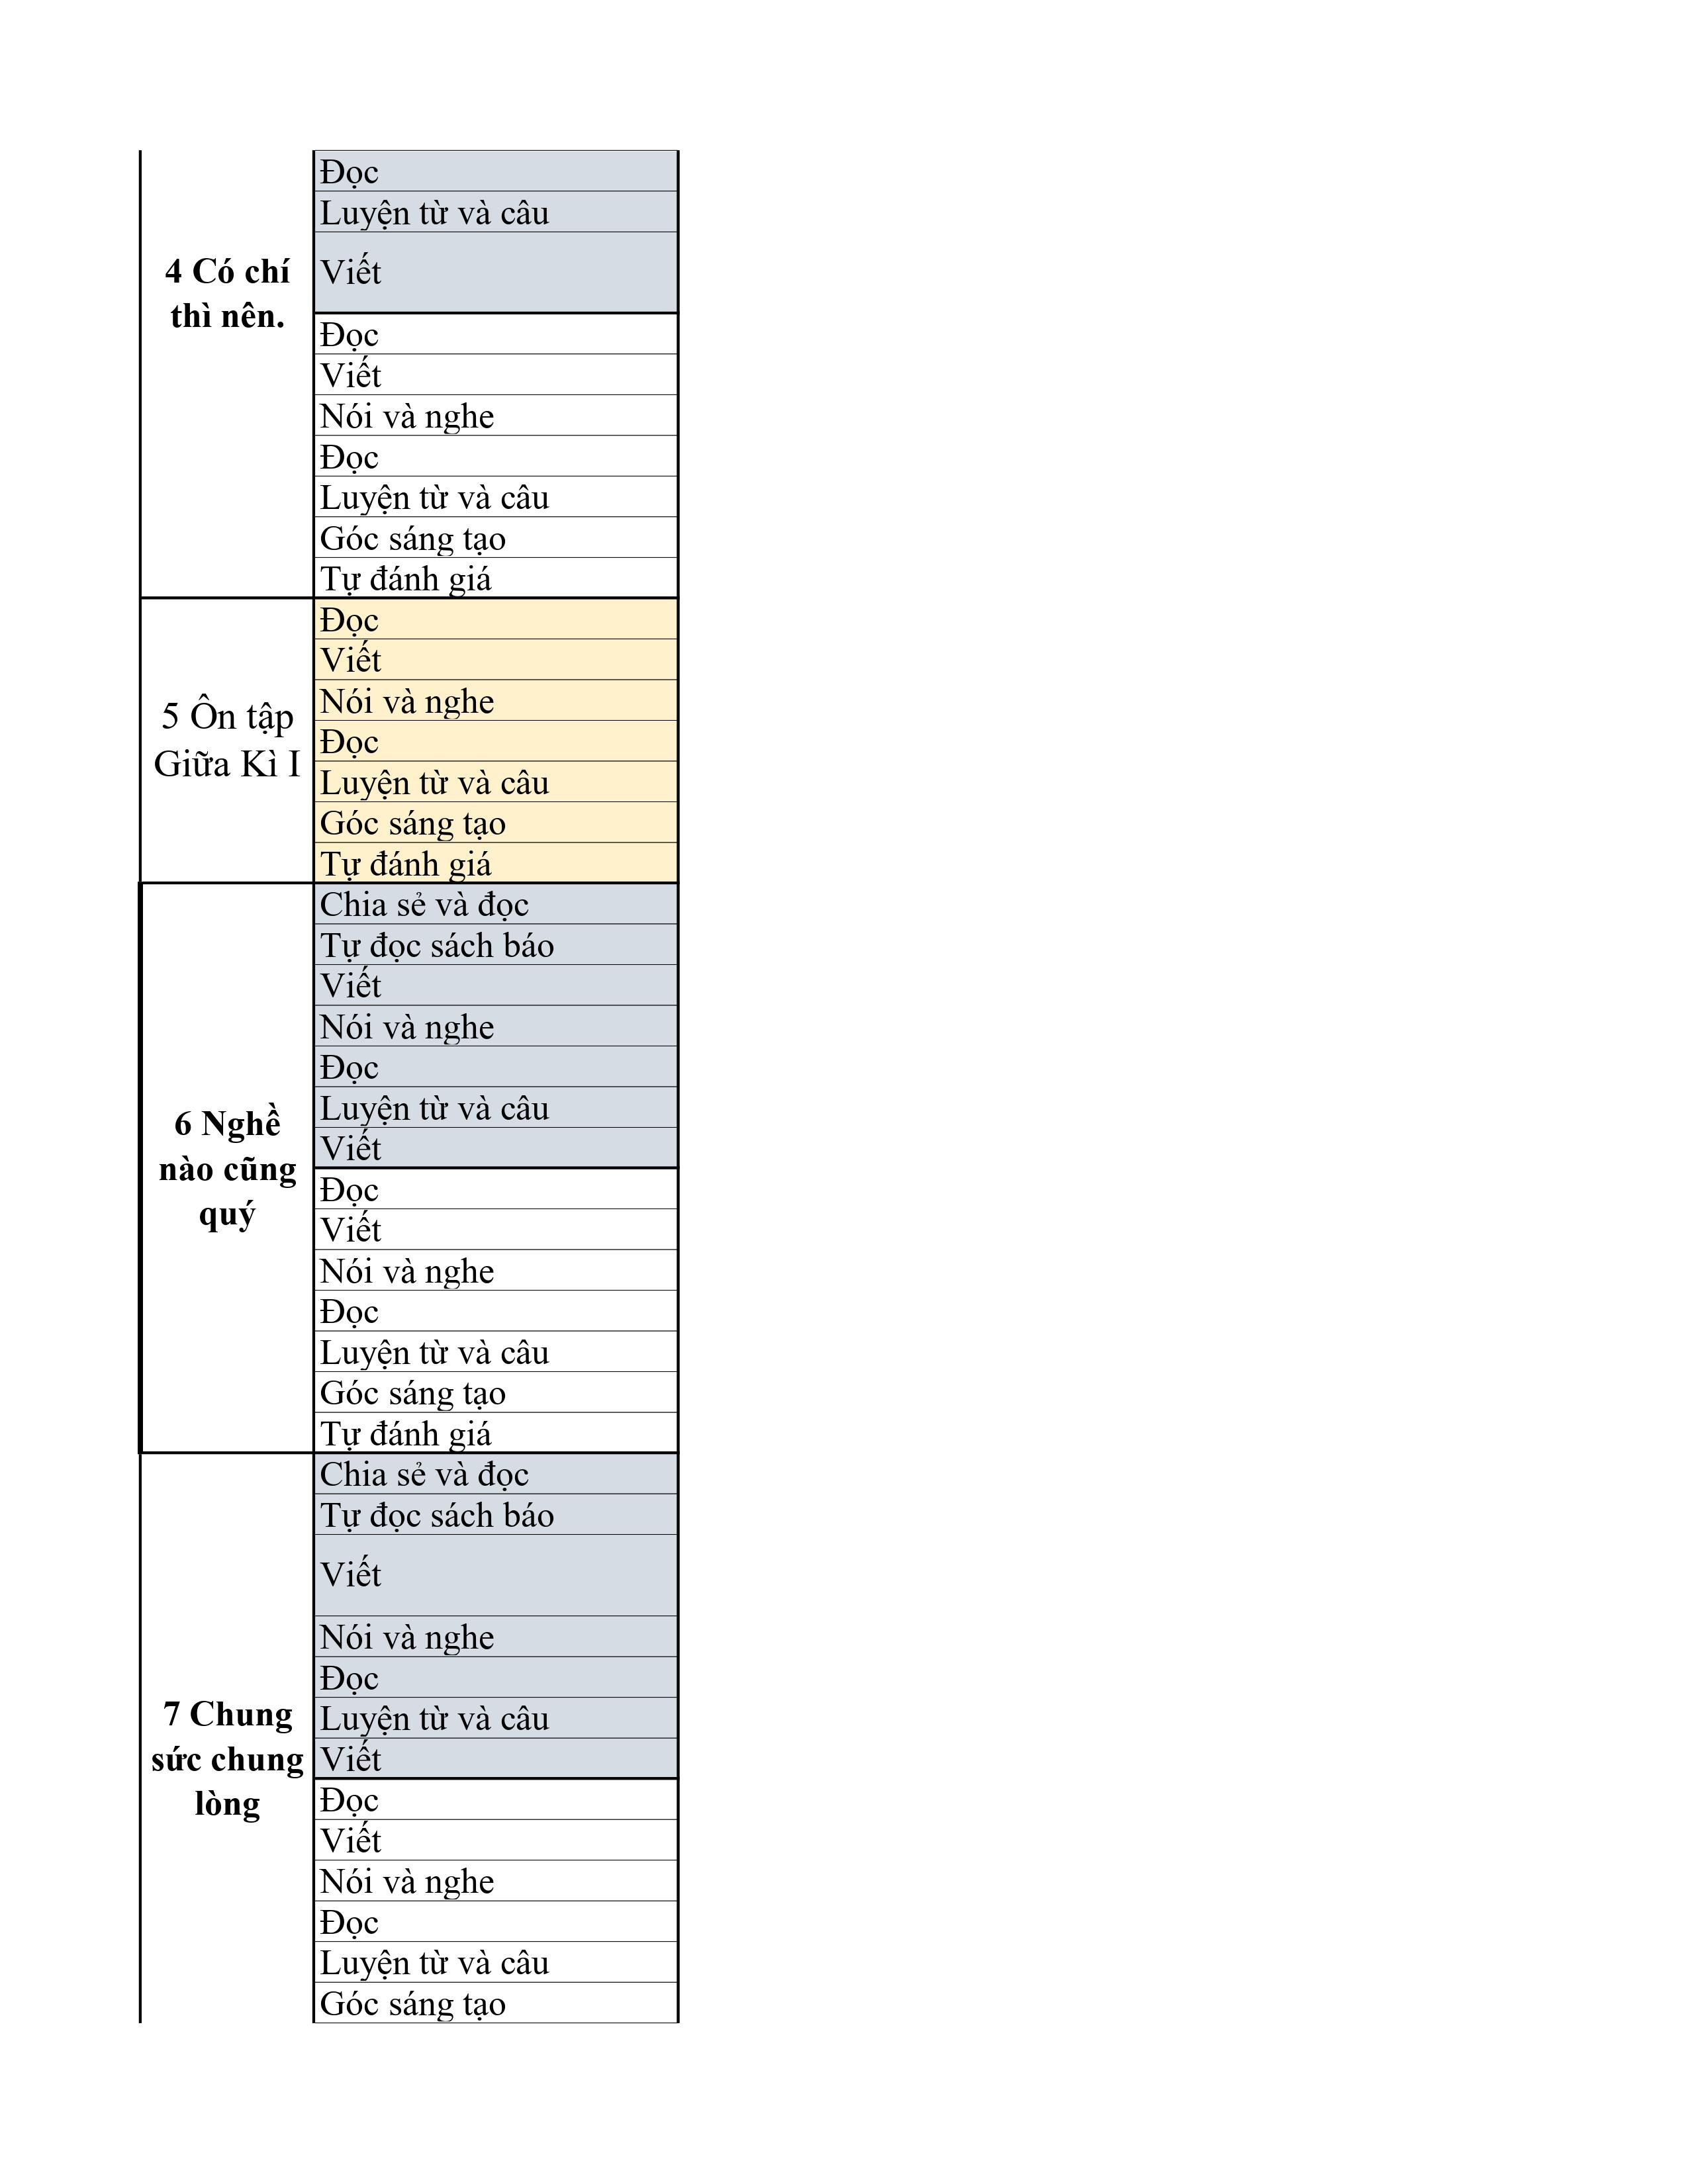 4 Có chí
thì nên.
Đọc
Luyện từ và câu
Viết
Đọc
Viết
Nói và nghe
Đọc
Luyện từ và câu
Góc sáng tạo
Tự đánh giá
5 Ôn tập
Giữa Kì I
Đọc
Viết
Nói và nghe
Đọc
Luyện từ và câu
Góc sáng tạo
Tự đánh giá
6 Nghề
nào cũng
quý
Chia sẻ và đọc
Tự đọc sách báo
Viết
Nói và nghe
Đọc
Luyện từ và câu
Viết
Đọc
Viết
Nói và nghe
Đọc
Luyện từ và câu
Góc sáng tạo
Tự đánh giá
7 Chung
sức chung
lòng
Chia sẻ và đọc
Tự đọc sách báo
Viết
Nói và nghe
Đọc
Luyện từ và câu
Viết
Đọc
Viết
Nói và nghe
Đọc
Luyện từ và câu
Góc sáng tạo